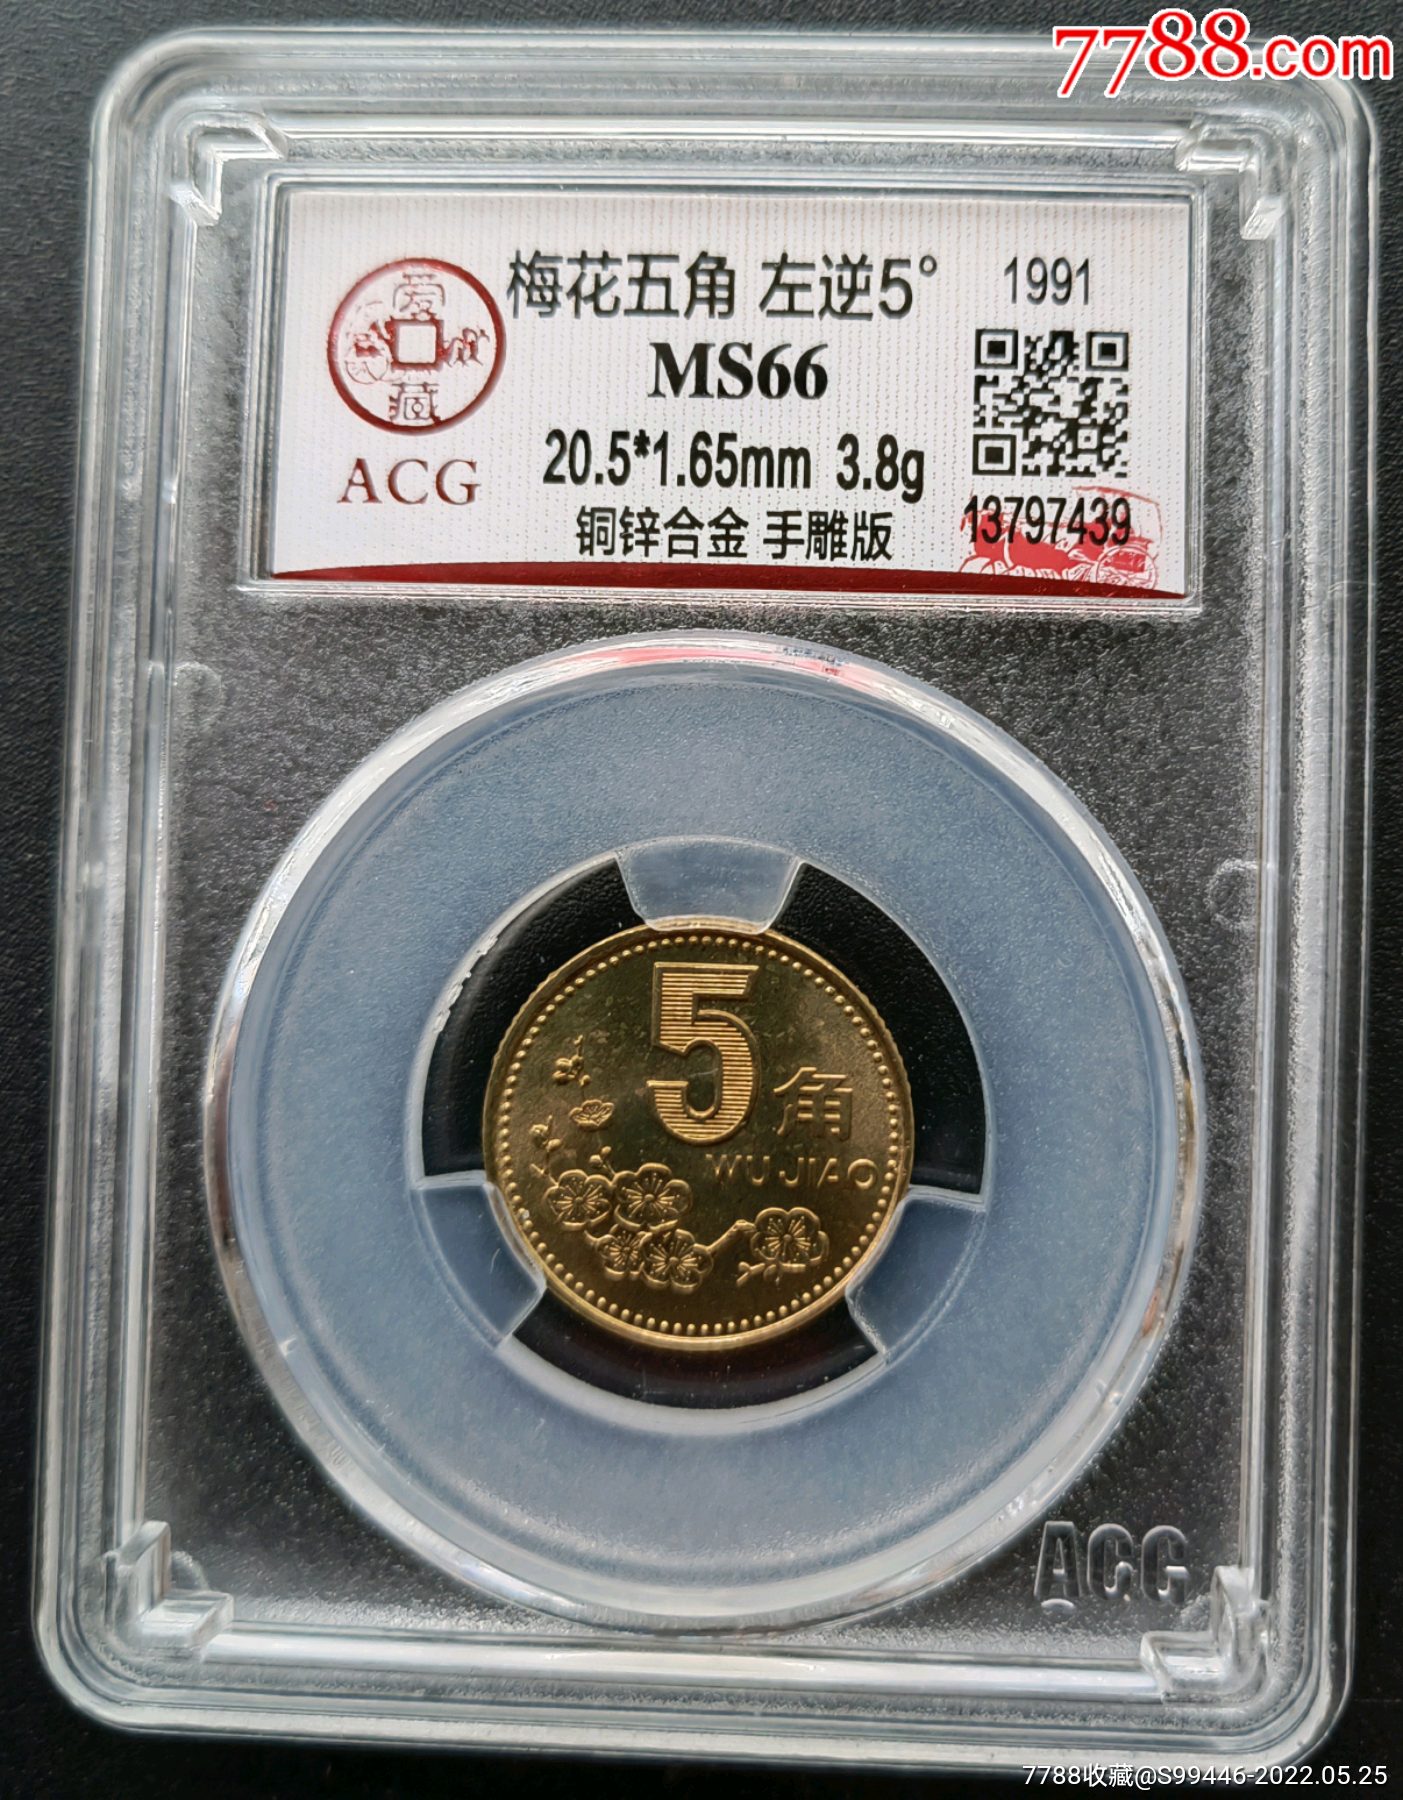 7788.com
爱
藏
ACG
梅花五角 左逆5° 1991
MS66
20.5*1.65mm 3.8g
铜锌合金 手雕版
13797439
5
角
WU JIAO
ACG
7788收藏@S99446-2022.05.25